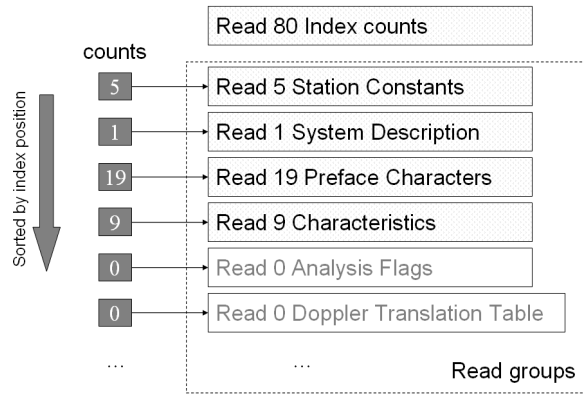 Read 80 Index counts
counts
5 Read 5 Station Constants
1 Read 1 System Description
19 Read 19 Preface Characters
9 Read 9 Characteristics
0 Read 0 Analysis Flags
0 Read 0 Doppler Translation Table
... ...
Read groups
Sorted by index position